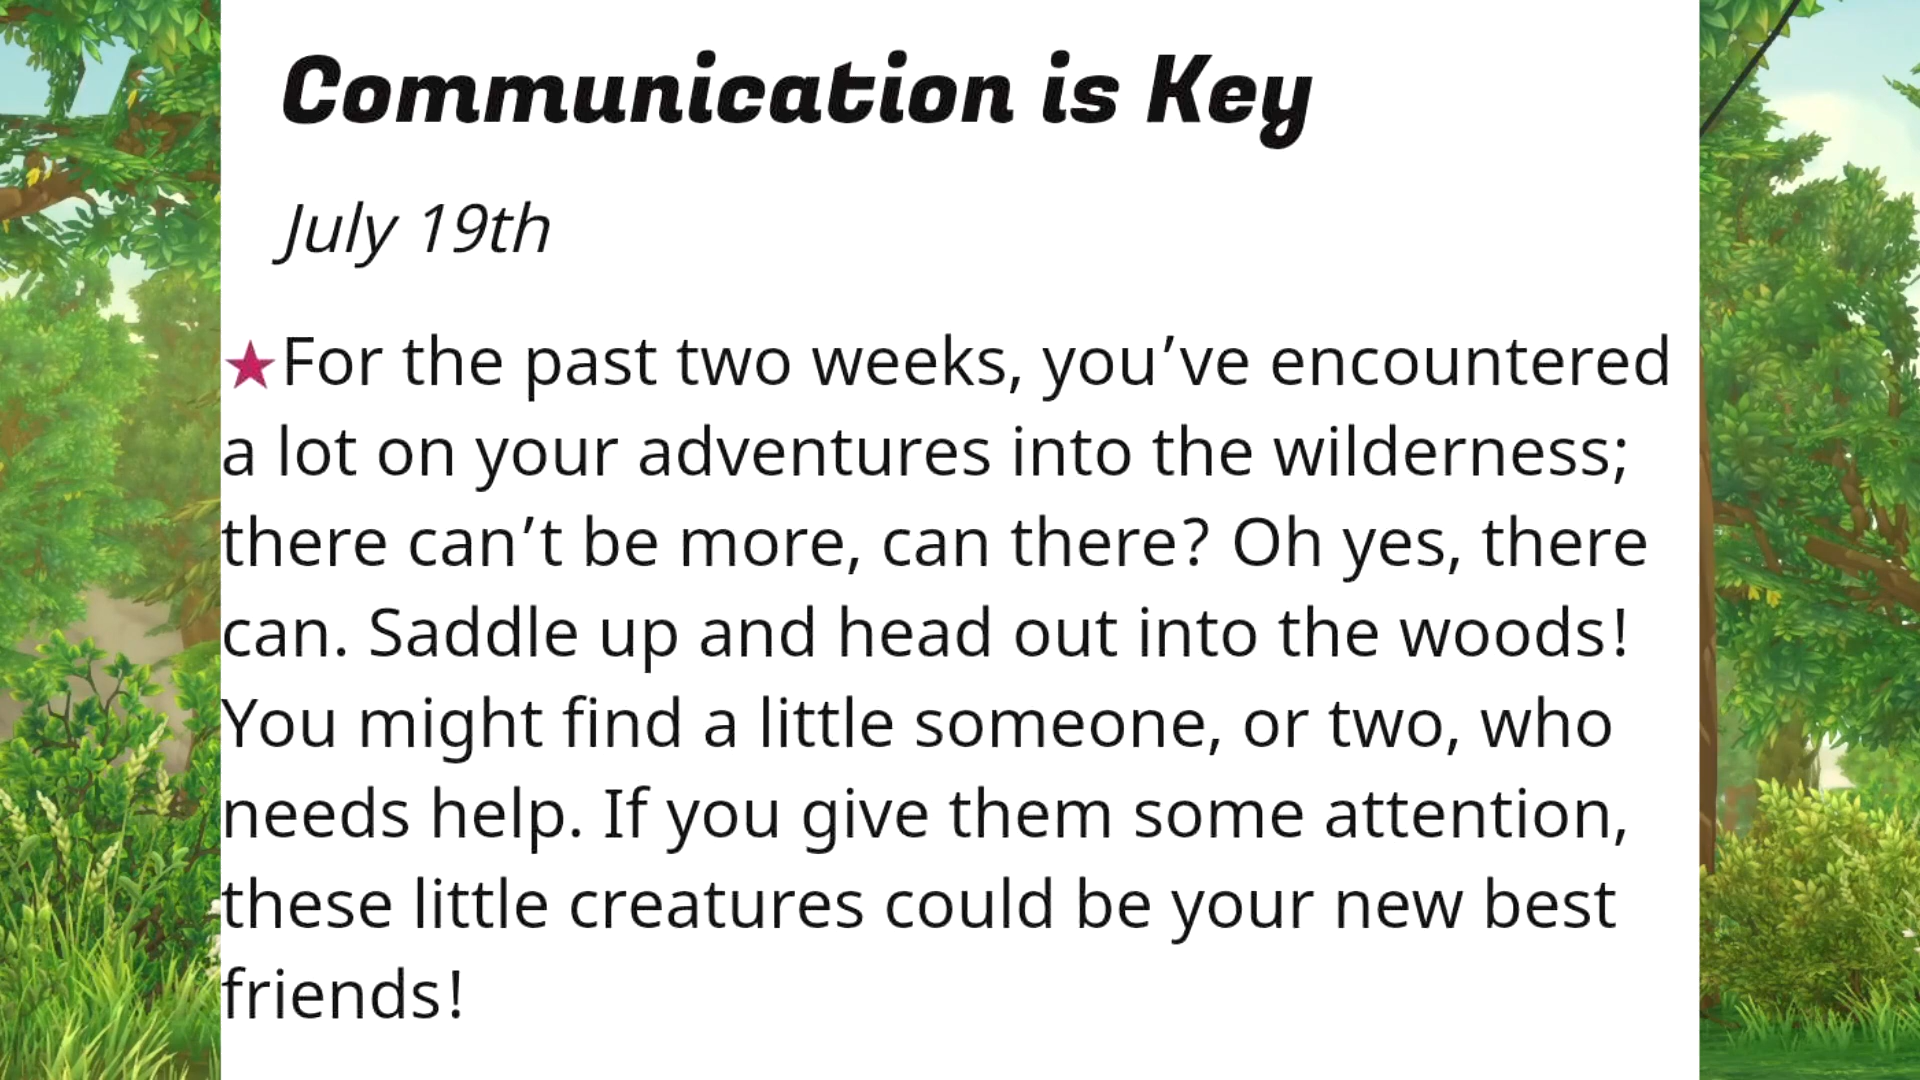 Communication is Key
July 19th
★For the past two weeks, you’ve encountered
a lot on your adventures into the wilderness;
there can’t be more, can there? Oh yes, there
can. Saddle up and head out into the woods!
You might find a little someone, or two, who
needs help. If you give them some attention,
these little creatures could be your new best
friends!